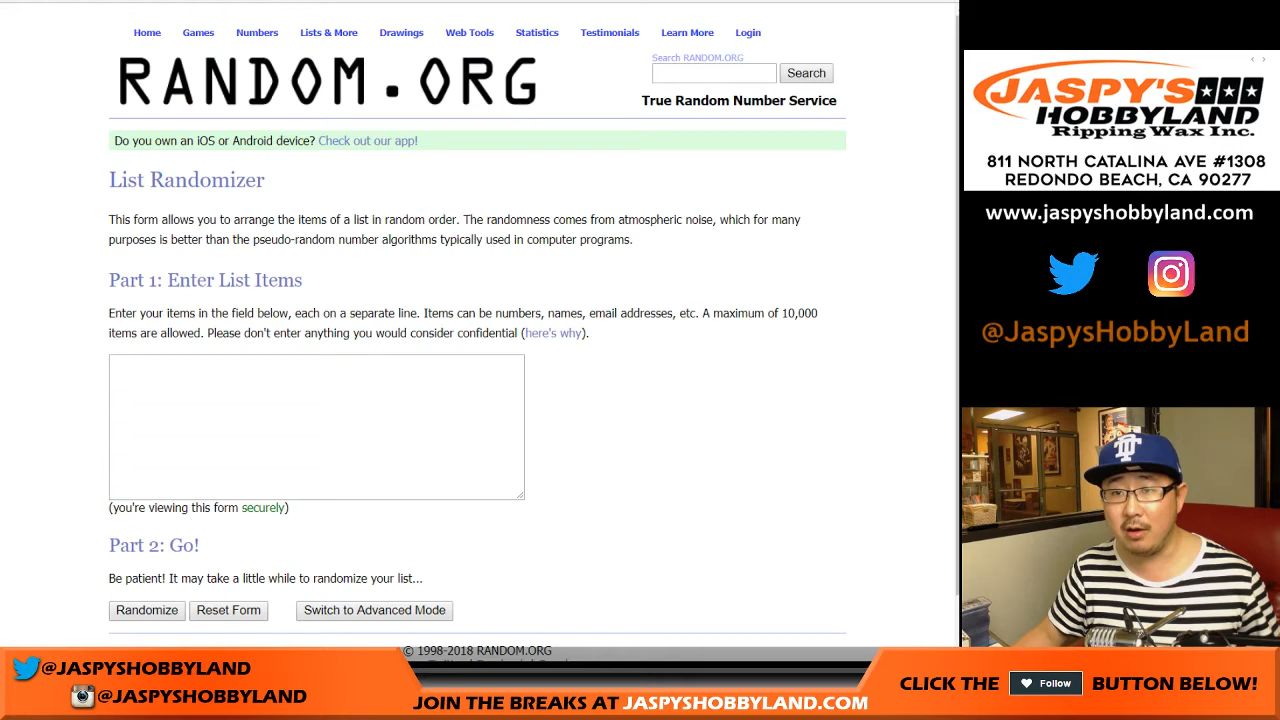 Home Games Numbers Lists & More Drawings Web Tools Statistics Testimonials Learn More Login
RANDOM.ORG
Search RANDOM.ORG
Search
True Random Number Service
Do you own an iOS or Android device? Check out our app!
List Randomizer
This form allows you to arrange the items of a list in random order. The randomness comes from atmospheric noise, which for many
purposes is better than the pseudo-random number algorithms typically used in computer programs.
Part 1: Enter List Items
Enter your items in the field below, each on a separate line. Items can be numbers, names, email addresses, etc. A maximum of 10,000
items are allowed. Please don't enter anything you would consider confidential (here's why).
(you're viewing this form securely)
Part 2: Go!
Be patient! It may take a little while to randomize your list...
Randomize Reset Form Switch to Advanced Mode
© 1998-2018 RANDOM.ORG
JASPY'S
HOBBYLAND
Ripping Wax Inc.
811 NORTH CATALINA AVE #1308
REDONDO BEACH, CA 90277
www.jaspyshobbyland.com
@JaspysHobbyLand
@JASPYSHOBBYLAND
@JASPYSHOBBYLAND
JOIN THE BREAKS AT JASPYSHOBBYLAND.COM
CLICK THE Follow BUTTON BELOW!